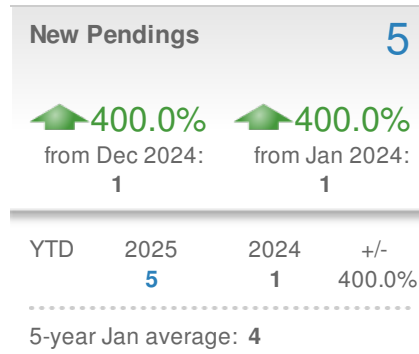 New Pendings 5
400.0% 400.0%
from Dec 2024: from Jan 2024:
1 1
YTD 2025 2024 +/-
5 1 400.0%
5-year Jan average: 4